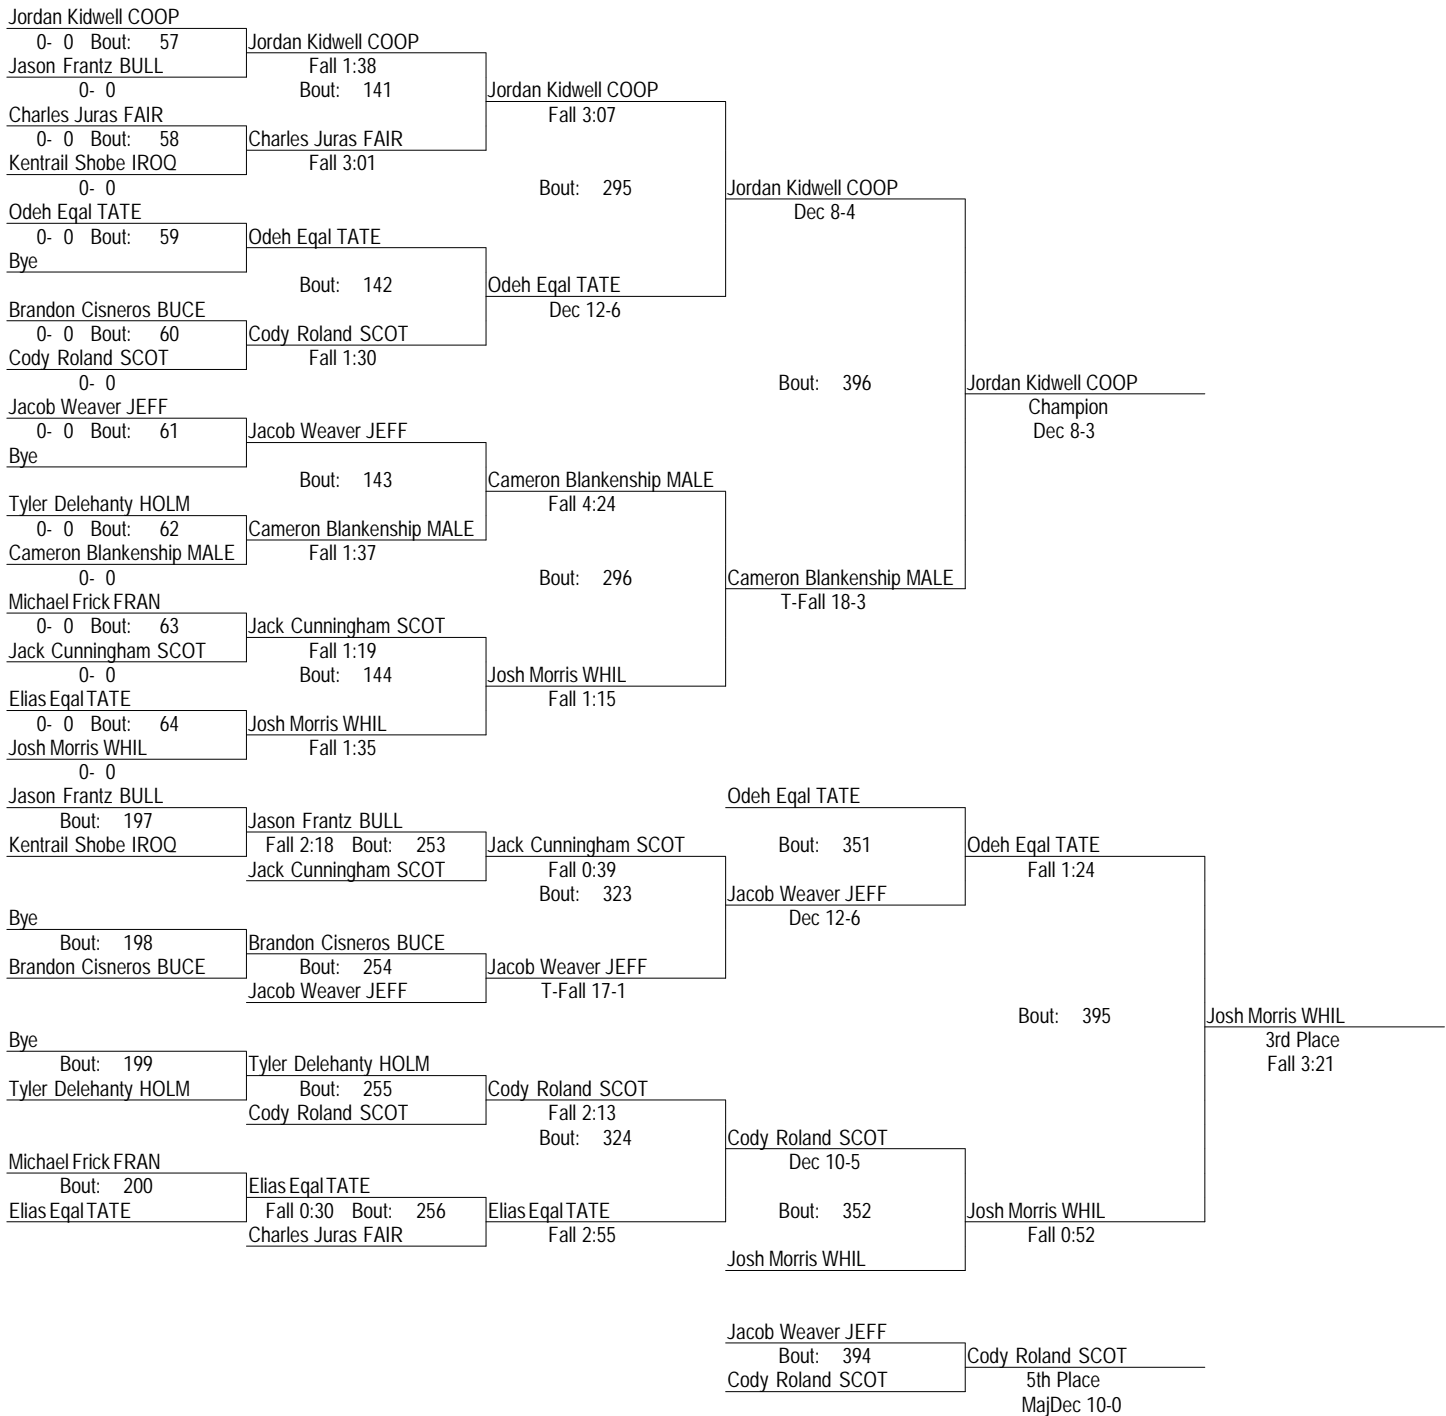 Jordan Kidwell COOP
0- 0 Bout: 57 Jordan Kidwell COOP
Jason Frantz BULL Fall 1:38
0- 0 Bout: 141 Jordan Kidwell COOP
Charles Juras FAIR Fall 3:07
0- 0 Bout: 58 Charles Juras FAIR
Kentrail Shobe IROQ Fall 3:01
0- 0 Bout: 295 Jordan Kidwell COOP
Odeh Eqal TATE Dec 8-4
0- 0 Bout: 59 Odeh Eqal TATE
Bye
Bout: 142 Odeh Eqal TATE
Brandon Cisneros BUCE Dec 12-6
0- 0 Bout: 60 Cody Roland SCOT
Cody Roland SCOT Fall 1:30
0- 0 Bout: 396 Jordan Kidwell COOP
Jacob Weaver JEFF Champion
0- 0 Bout: 61 Jacob Weaver JEFF Dec 8-3
Bye
Bout: 143 Cameron Blankenship MALE
Tyler Delehanty HOLM Fall 4:24
0- 0 Bout: 62 Cameron Blankenship MALE
Cameron Blankenship MALE Fall 1:37
0- 0 Bout: 296 Cameron Blankenship MALE
Michael Frick FRAN T-Fall 18-3
0- 0 Bout: 63 Jack Cunningham SCOT
Jack Cunningham SCOT Fall 1:19
0- 0 Bout: 144 Josh Morris WHIL
Elias Eqal TATE Fall 1:15
0- 0 Bout: 64 Josh Morris WHIL
Josh Morris WHIL Fall 1:35
0- 0
Jason Frantz BULL Odeh Eqal TATE
Bout: 197 Jason Frantz BULL
Kentrail Shobe IROQ Fall 2:18 Bout: 253 Jack Cunningham SCOT Bout: 351 Odeh Eqal TATE
Jack Cunningham SCOT Fall 0:39 Fall 1:24
Bout: 323 Jacob Weaver JEFF
Bye Dec 12-6
Bout: 198 Brandon Cisneros BUCE
Brandon Cisneros BUCE Bout: 254 Jacob Weaver JEFF
Jacob Weaver JEFF T-Fall 17-1
Bout: 395 Josh Morris WHIL
Bye 3rd Place
Bout: 199 Tyler Delehanty HOLM Fall 3:21
Tyler Delehanty HOLM Bout: 255 Cody Roland SCOT
Cody Roland SCOT Fall 2:13
Bout: 324 Cody Roland SCOT
Michael Frick FRAN Dec 10-5
Bout: 200 Elias Eqal TATE
Elias Eqal TATE Fall 0:30 Bout: 256 Elias Eqal TATE Bout: 352 Josh Morris WHIL
Charles Juras FAIR Fall 2:55 Fall 0:52
Josh Morris WHIL
Jacob Weaver JEFF
Bout: 394 Cody Roland SCOT
Cody Roland SCOT 5th Place
MajDec 10-0